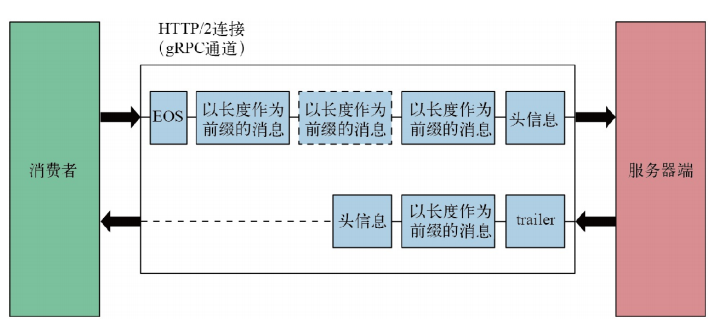 HTTP/2连接
(gRPC通道)
消费者
EOS
以长度作为
前缀的消息
以长度作为
前缀的消息
以长度作为
前缀的消息
头信息
服务器端
头信息
以长度作为
前缀的消息
trailer